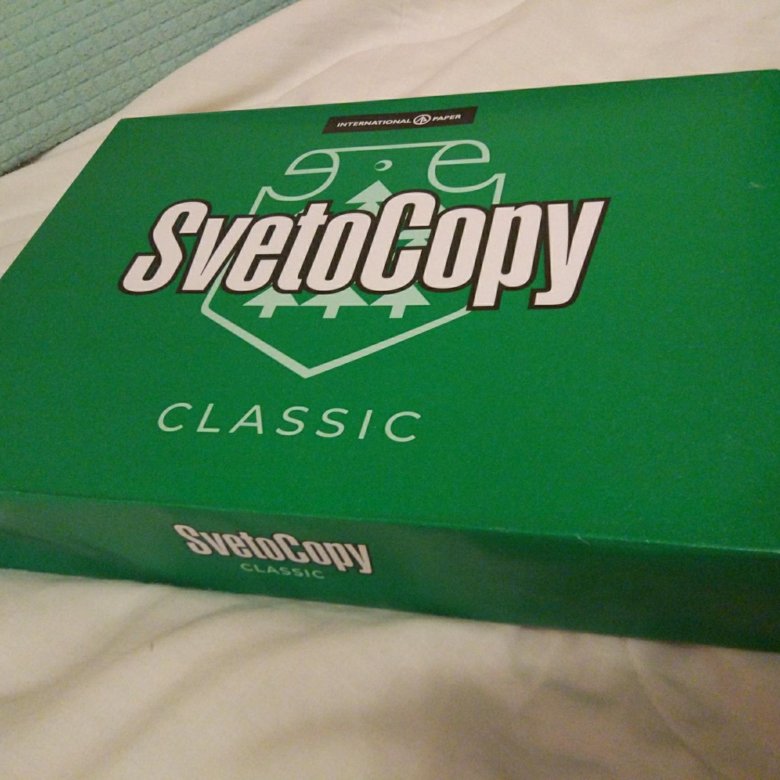 INTERNATIONAL PAPER
SvetoCopy
CLASSIC
SvetoCopy
CLASSIC